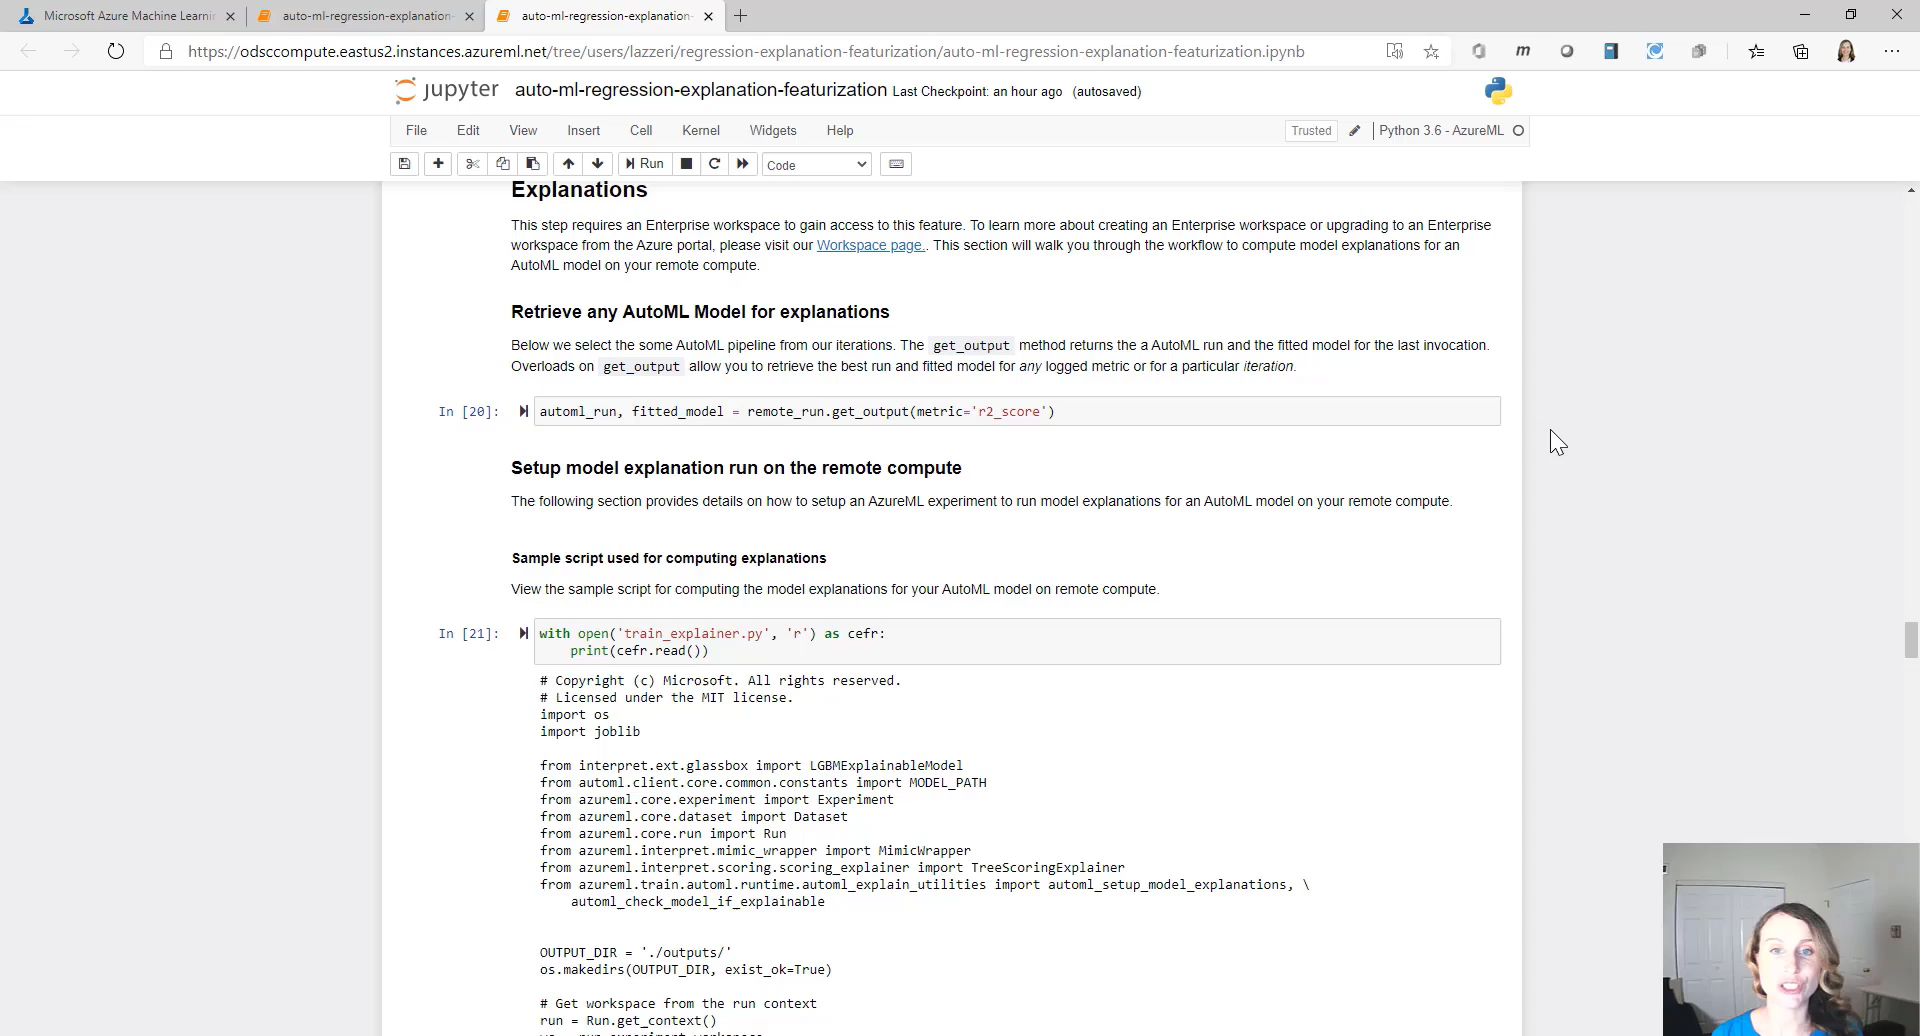 Microsoft Azure Machine Learni
auto-ml-regression-explanation-
auto-ml-regression-explanation-
https://odsccompute.eastus2.instances.azureml.net/tree/users/lazzeri/regression-explanation-featurization/auto-ml-regression-explanation-featurization.ipynb
jupyter auto-ml-regression-explanation-featurization Last Checkpoint: an hour ago (autosaved)
File Edit View Insert Cell Kernel Widgets Help Trusted Python 3.6 - AzureML
Run Code
Explanations
This step requires an Enterprise workspace to gain access to this feature. To learn more about creating an Enterprise workspace or upgrading to an Enterprise
workspace from the Azure portal, please visit our Workspace page.. This section will walk you through the workflow to compute model explanations for an
AutoML model on your remote compute.
Retrieve any AutoML Model for explanations
Below we select the some AutoML pipeline from our iterations. The get_output method returns the a AutoML run and the fitted model for the last invocation.
Overloads on get_output allow you to retrieve the best run and fitted model for any logged metric or for a particular iteration.
In [20]: automl_run, fitted_model = remote_run.get_output(metric='r2_score')
Setup model explanation run on the remote compute
The following section provides details on how to setup an AzureML experiment to run model explanations for an AutoML model on your remote compute.
Sample script used for computing explanations
View the sample script for computing the model explanations for your AutoML model on remote compute.
In [21]: with open('train_explainer.py', 'r') as cefr:
print(cefr.read())
# Copyright (c) Microsoft. All rights reserved.
# Licensed under the MIT license.
import os
import joblib
from interpret.ext.glassbox import LGBMExplainableModel
from automl.client.core.common.constants import MODEL_PATH
from azureml.core.experiment import Experiment
from azureml.core.dataset import Dataset
from azureml.core.run import Run
from azureml.interpret.mimic_wrapper import MimicWrapper
from azureml.interpret.scoring.scoring_explainer import TreeScoringExplainer
from azureml.train.automl.runtime.automl_explain_utilities import automl_setup_model_explanations, \
automl_check_model_if_explainable
OUTPUT_DIR = './outputs/'
os.makedirs(OUTPUT_DIR, exist_ok=True)
# Get workspace from the run context
run = Run.get_context()